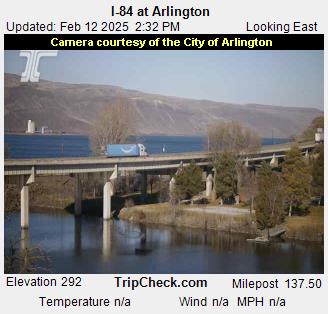 I-84 at Arlington
Updated: Feb 12 2025 2:32 PM Looking East
Camera courtesy of the City of Arlington
Elevation 292 TripCheck.com Milepost 137.50
Temperature n/a Wind n/a MPH n/a